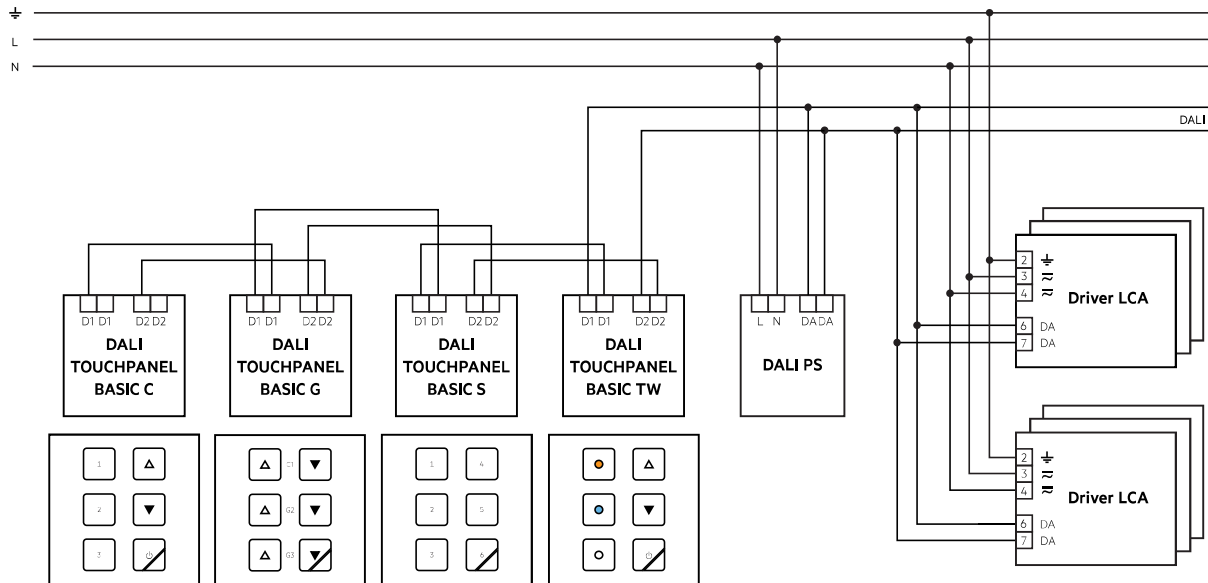 L
N
DALI
D1 D1 D2 D2
DALI
TOUCHPANEL
BASIC C
D1 D1 D2 D2
DALI
TOUCHPANEL
BASIC G
D1 D1 D2 D2
DALI
TOUCHPANEL
BASIC S
D1 D1 D2 D2
DALI
TOUCHPANEL
BASIC TW
L N DA DA
DALI PS
2
3
4
6 DA
7 DA
Driver LCA
2
3
4
6 DA
7 DA
Driver LCA
1
2
3
G1
G2
G3
1 4
2 5
3 6